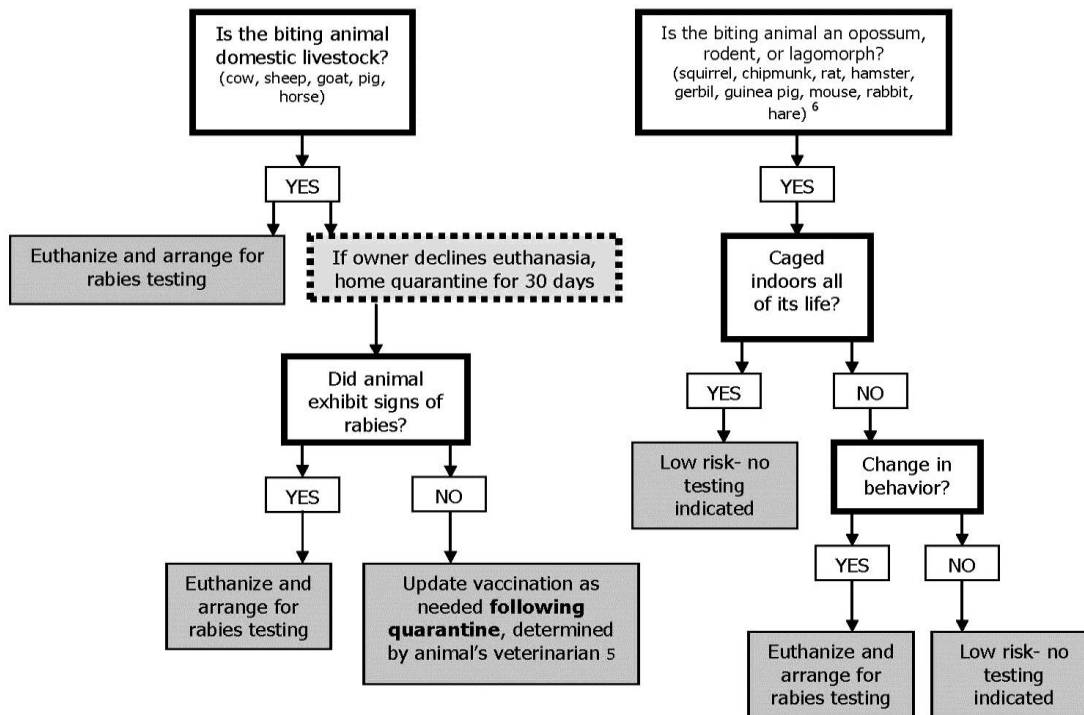 Is the biting animal
domestic livestock?
(cow, sheep, goat, pig,
horse)
YES
Euthanize and arrange for
rabies testing
If owner declines euthanasia,
home quarantine for 30 days
Did animal
exhibit signs of
rabies?
YES
NO
Euthanize and
arrange for
rabies testing
Update vaccination as
needed following
quarantine, determined
by animal's veterinarian 5
Is the biting animal an opossum,
rodent, or lagomorph?
(squirrel, chipmunk, rat, hamster,
gerbil, guinea pig, mouse, rabbit,
hare) 6
YES
Caged
indoors all
of its life?
YES
NO
Low risk- no
testing
indicated
Change in
behavior?
YES
NO
Euthanize and
arrange for
rabies testing
Low risk- no
testing
indicated